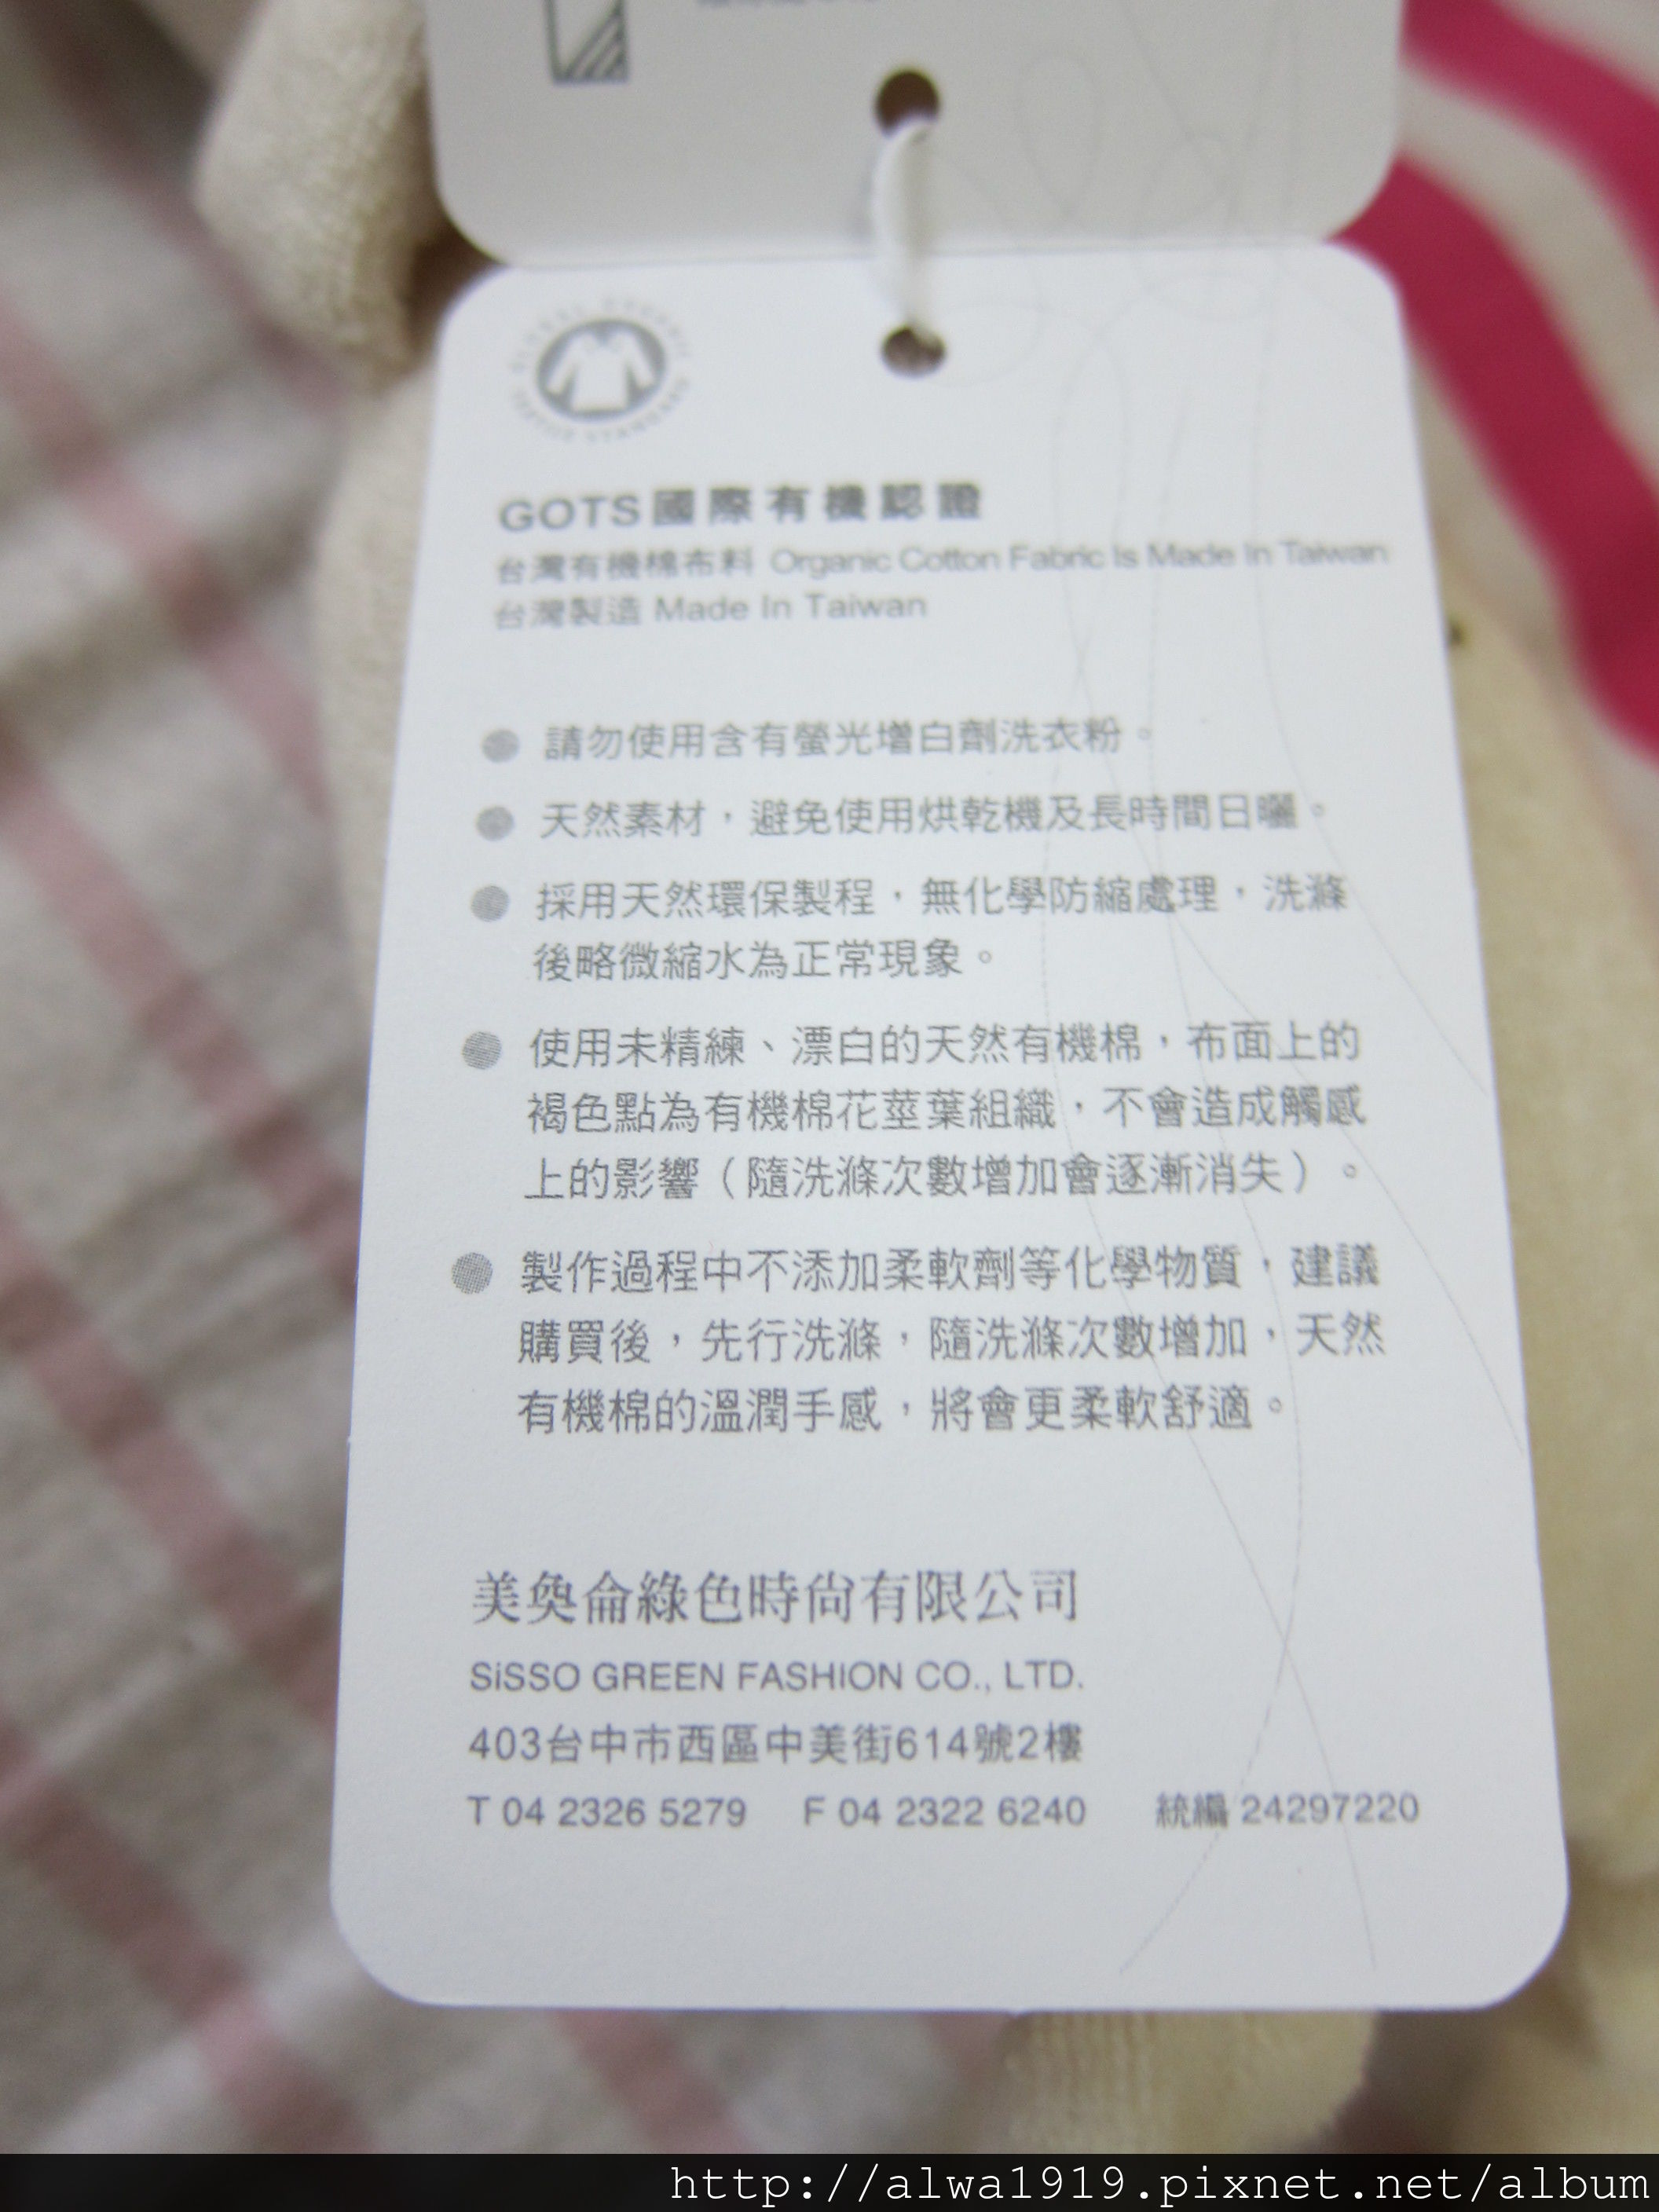 GOTS國際有機認證
台灣有機棉布料 Organic Cotton Fabric Is Made In Taiwan
台灣製造 Made In Taiwan
● 請勿使用含有螢光增白劑洗衣粉。
● 天然素材，避免使用烘乾機及長時間日曬。
● 採用天然環保製程，無化學防縮處理，洗滌
後略微縮水為正常現象。
● 使用未精練、漂白的天然有機棉，布面上的
褐色點為有機棉花莖葉組織，不會造成觸感
上的影響（隨洗滌次數增加會逐漸消失）。
● 製作過程中不添加柔軟劑等化學物質，建議
購買後，先行洗滌，隨洗滌次數增加，天然
有機棉的溫潤手感，將會更柔軟舒適。
美奐侖綠色時尚有限公司
SiSSO GREEN FASHION CO., LTD.
403台中市西區中美街614號2樓
T 04 2326 5279 F 04 2322 6240 統編 24297220
http://alwa1919.pixnet.net/album